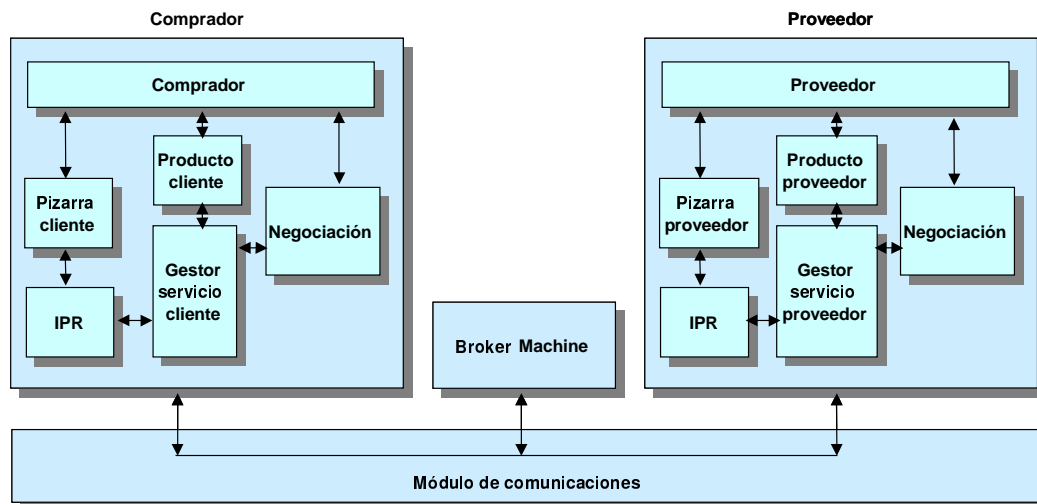 Comprador
Proveedor
Comprador
Producto
cliente
Pizarra
cliente
Negociación
Gestor
servicio
cliente
IPR
Broker Machine
Proveedor
Producto
proveedor
Pizarra
proveedor
Negociación
Gestor
servicio
proveedor
IPR
Módulo de comunicaciones